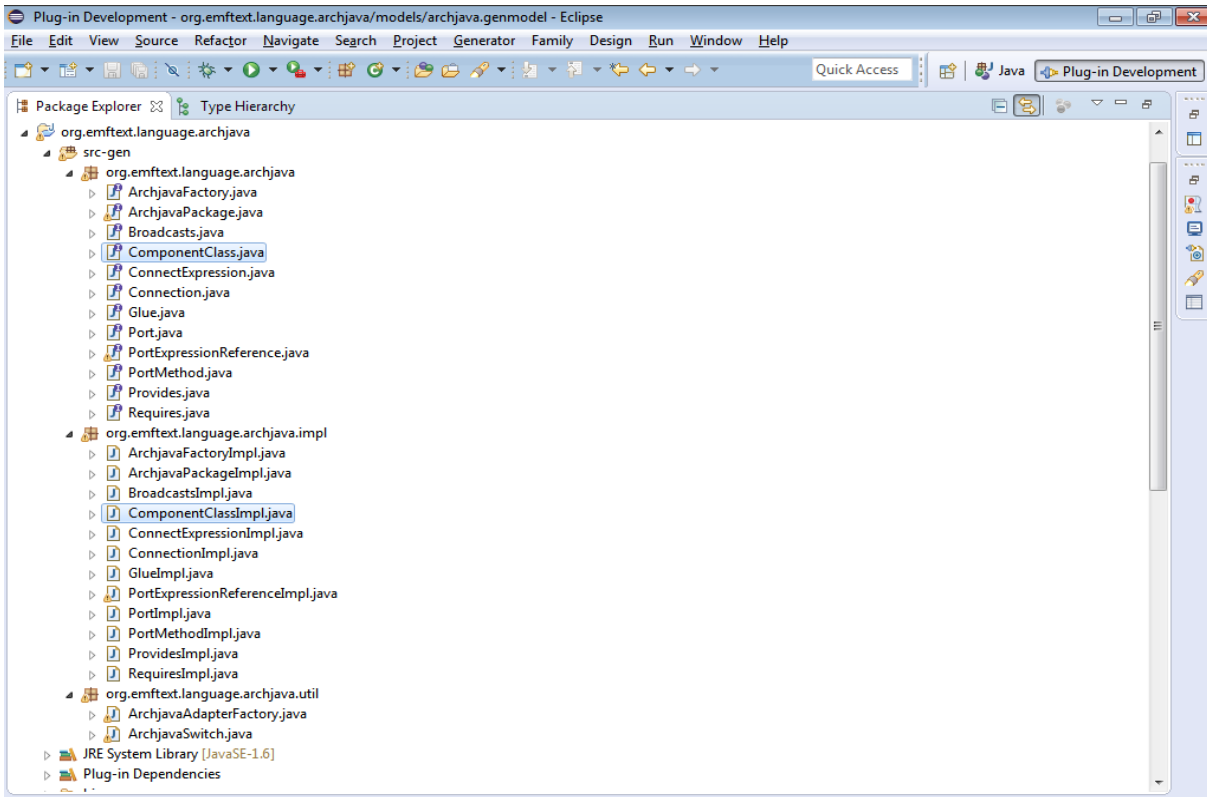 Plug-in Development - org.emftext.language.archjava/models/archjava.genmodel - Eclipse
File Edit View Source Refactor Navigate Search Project Generator Family Design Run Window Help
Quick Access Java Plug-in Development
Package Explorer Type Hierarchy
org.emftext.language.archjava
src-gen
org.emftext.language.archjava
ArchjavaFactory.java
ArchjavaPackage.java
Broadcasts.java
ComponentClass.java
ConnectExpression.java
Connection.java
Glue.java
Port.java
PortExpressionReference.java
PortMethod.java
Provides.java
Requires.java
org.emftext.language.archjava.impl
ArchjavaFactoryImpl.java
ArchjavaPackageImpl.java
BroadcastsImpl.java
ComponentClassImpl.java
ConnectExpressionImpl.java
ConnectionImpl.java
GlueImpl.java
PortExpressionReferenceImpl.java
PortImpl.java
PortMethodImpl.java
ProvidesImpl.java
RequiresImpl.java
org.emftext.language.archjava.util
ArchjavaAdapterFactory.java
ArchjavaSwitch.java
JRE System Library [JavaSE-1.6]
Plug-in Dependencies